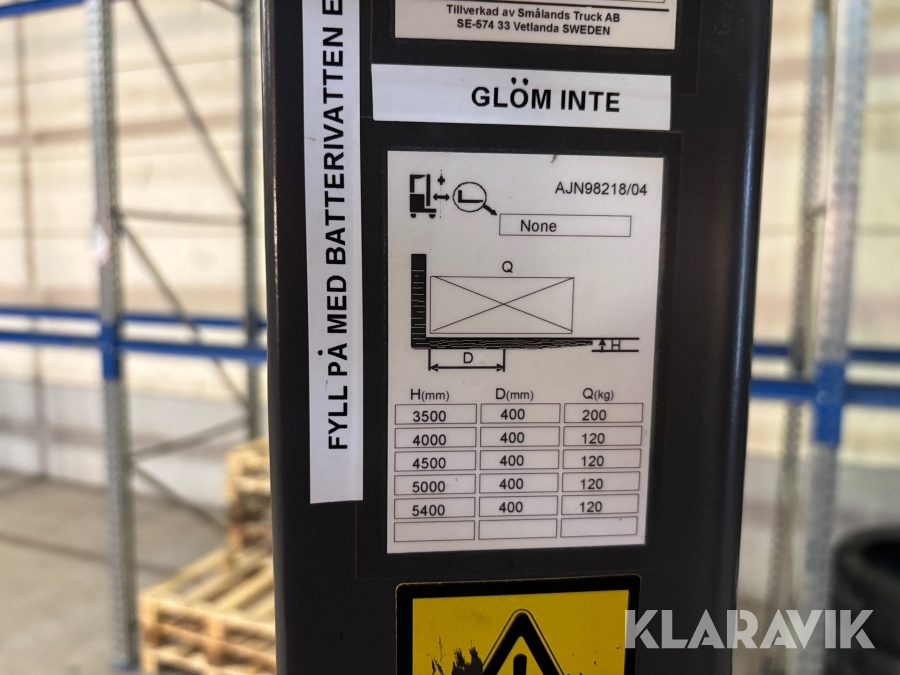 Tillverkad av Smålands Truck AB
SE-574 33 Vetlanda SWEDEN
GLÖM INTE
FYLL PÅ MED BATTERIVATTEN
AJN98218/04
None
Q
H
D
H(mm) D(mm) Q(kg)
3500 400 200
4000 400 120
4500 400 120
5000 400 120
5400 400 120
KLARAVIK